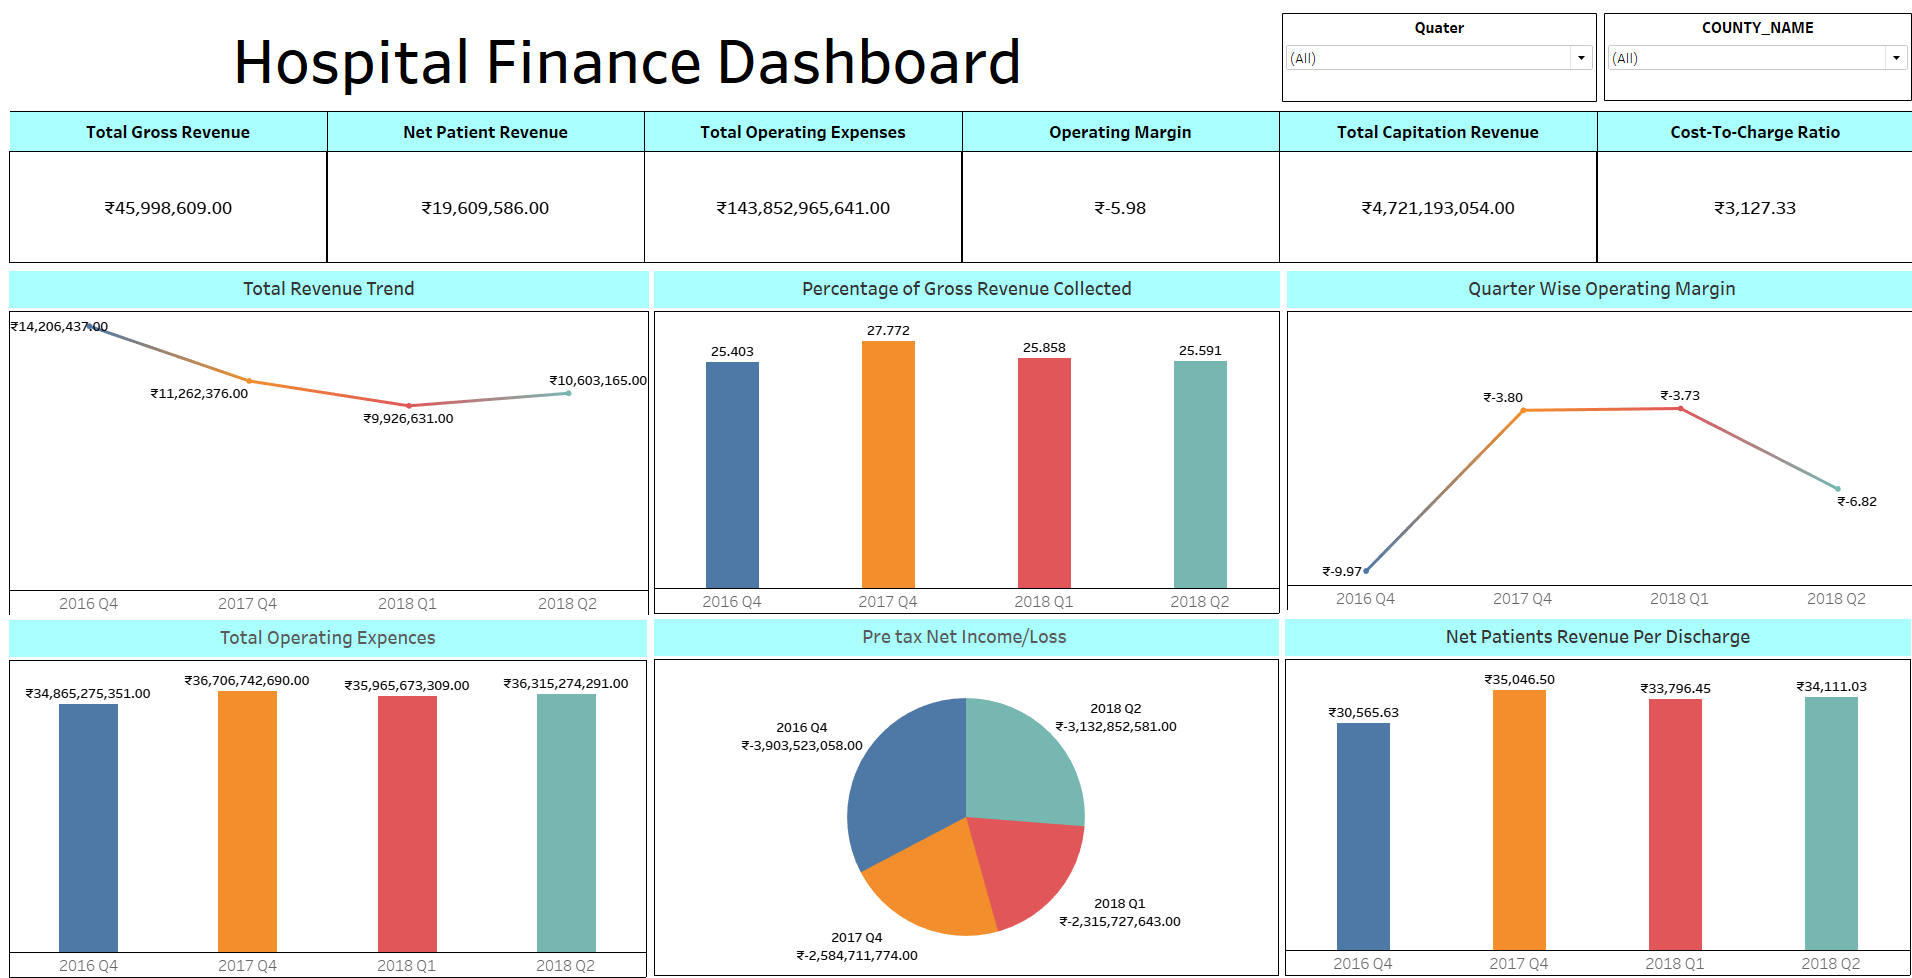 Hospital Finance Dashboard
Quater
(All)
COUNTY_NAME
(All)
Total Gross Revenue
Net Patient Revenue
Total Operating Expenses
Operating Margin
Total Capitation Revenue
Cost-To-Charge Ratio
₹45,998,609.00
₹19,609,586.00
₹143,852,965,641.00
₹-5.98
₹4,721,193,054.00
₹3,127.33
Total Revenue Trend
₹14,206,437.00
₹11,262,376.00
₹9,926,631.00
₹10,603,165.00
2016 Q4
2017 Q4
2018 Q1
2018 Q2
Percentage of Gross Revenue Collected
25.403
27.772
25.858
25.591
2016 Q4
2017 Q4
2018 Q1
2018 Q2
Quarter Wise Operating Margin
₹-9.97
₹-3.80
₹-3.73
₹-6.82
2016 Q4
2017 Q4
2018 Q1
2018 Q2
Total Operating Expences
₹34,865,275,351.00
₹36,706,742,690.00
₹35,965,673,309.00
₹36,315,274,291.00
2016 Q4
2017 Q4
2018 Q1
2018 Q2
Pre tax Net Income/Loss
2018 Q2
₹-3,132,852,581.00
2016 Q4
₹-3,903,523,058.00
2018 Q1
₹-2,315,727,643.00
2017 Q4
₹-2,584,711,774.00
Net Patients Revenue Per Discharge
₹30,565.63
₹35,046.50
₹33,796.45
₹34,111.03
2016 Q4
2017 Q4
2018 Q1
2018 Q2